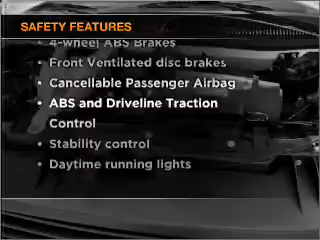 SAFETY FEATURES
• 4-wheel ABS Brakes
• Front Ventilated disc brakes
• Cancellable Passenger Airbag
• ABS and Driveline Traction
Control
• Stability control
• Daytime running lights